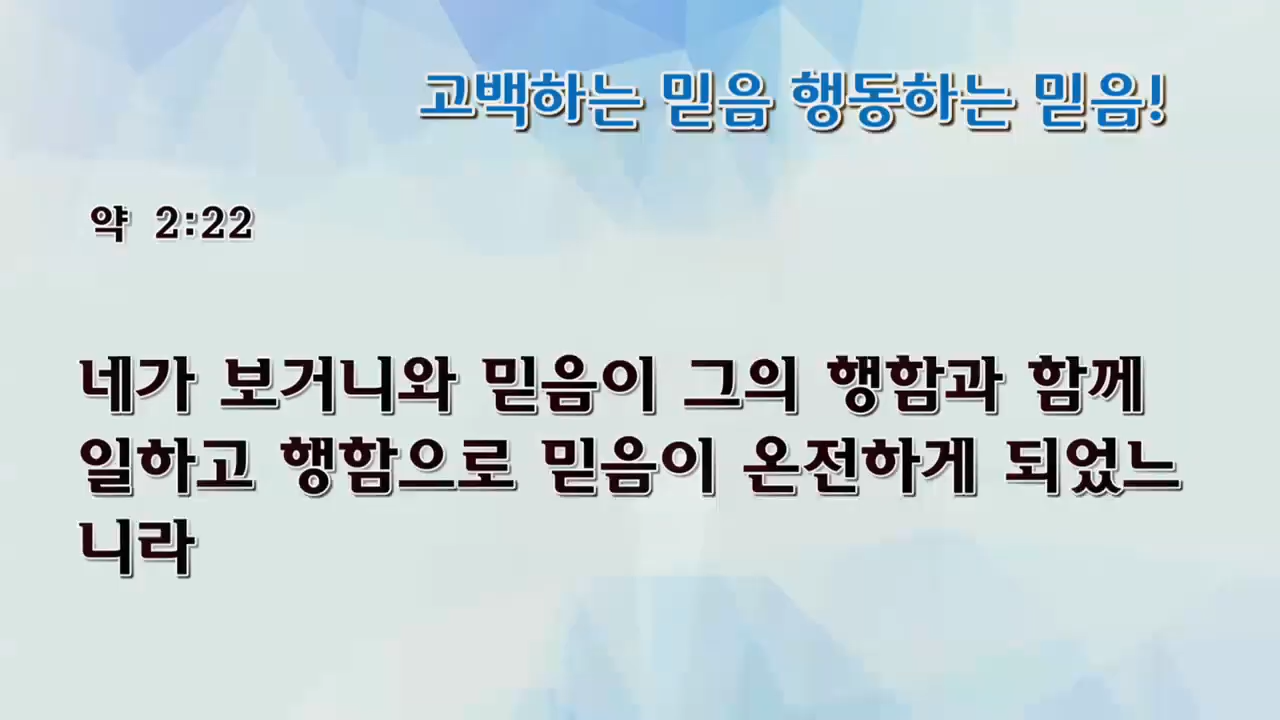 고백하는 믿음 행동하는 믿음!
약 2:22
네가 보거니와 믿음이 그의 행함과 함께
일하고 행함으로 믿음이 온전하게 되었느
니라